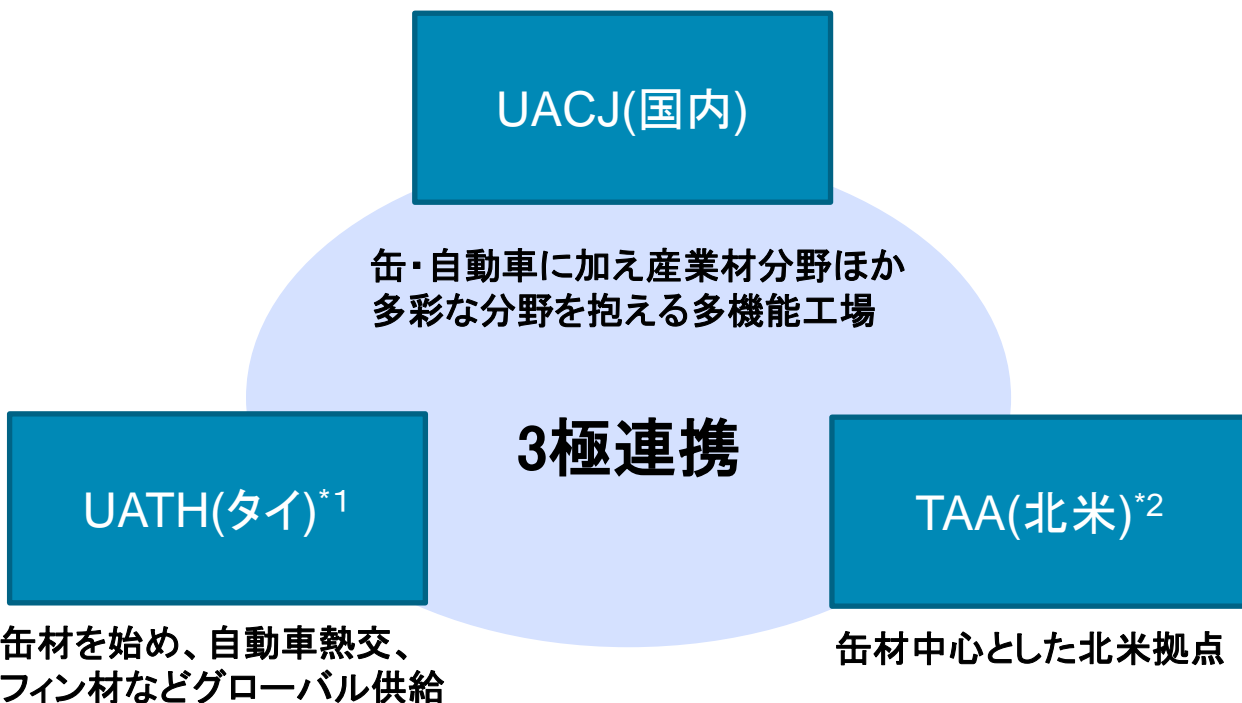 UACJ(国内)
缶・自動車に加え産業材分野ほか
多彩な分野を抱える多機能工場
3極連携
UATH(タイ)*1
缶材を始め、自動車熱交、
フィン材などグローバル供給
TAA(北米)*2
缶材中心とした北米拠点